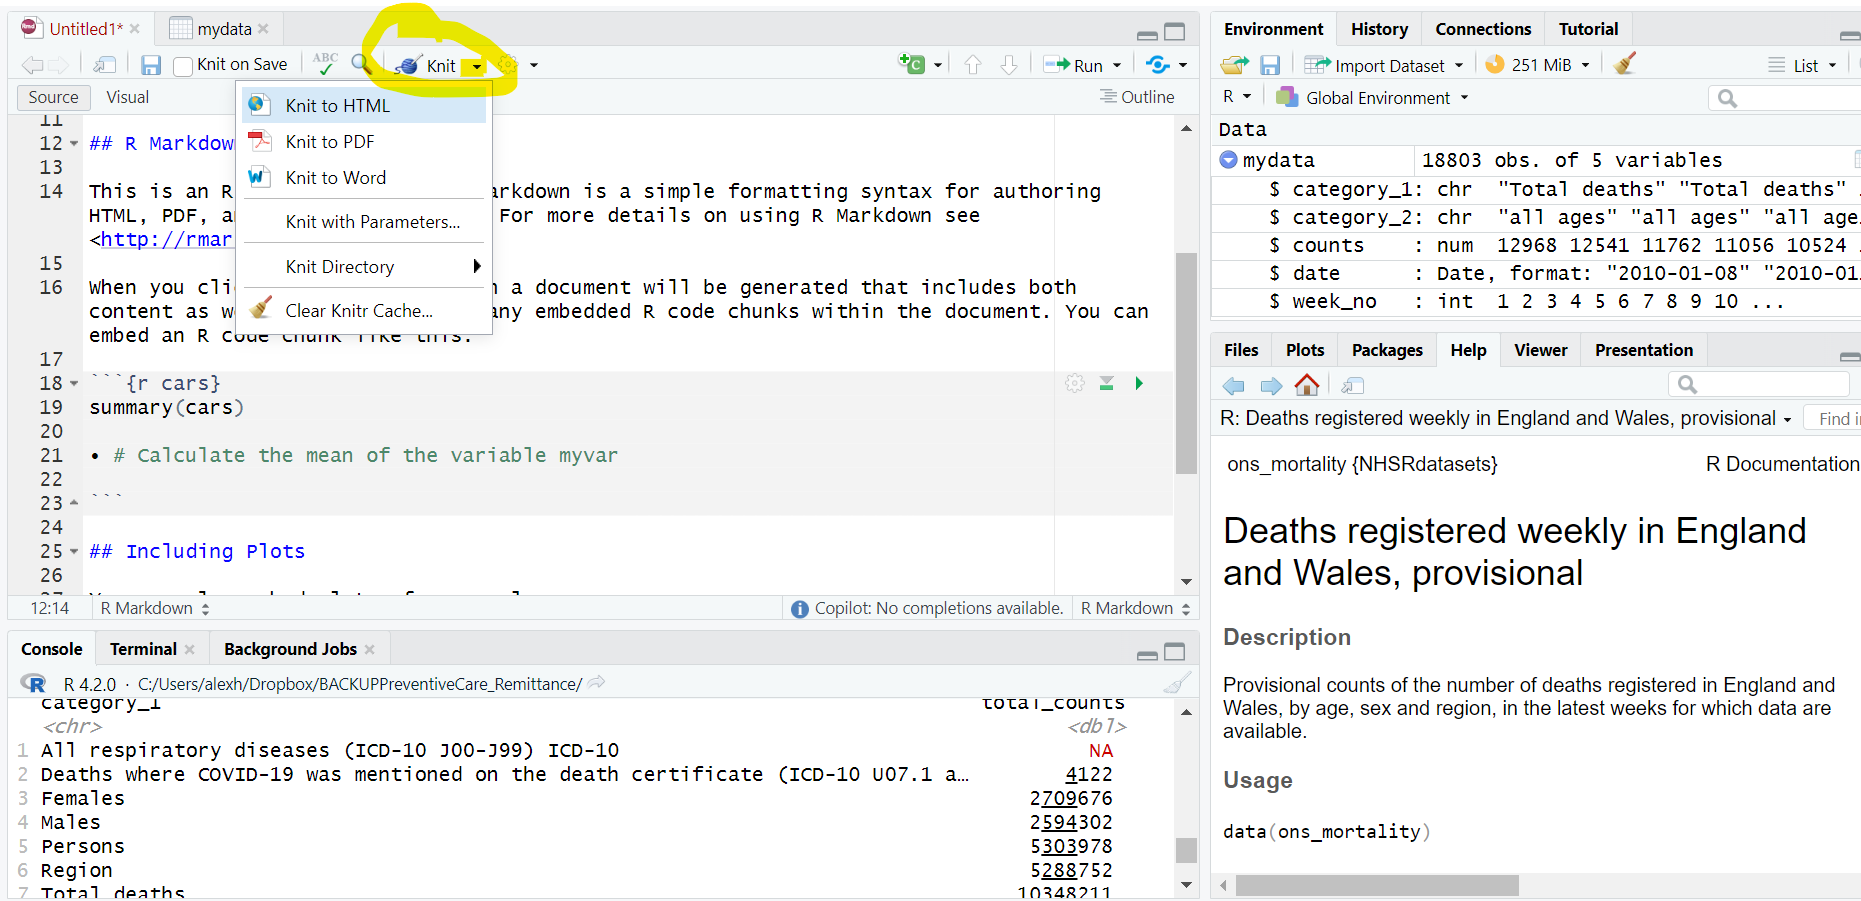 Untitled1* mydata
Knit on Save ABC Knit Run
Source Visual Outline
Knit to HTML
Knit to PDF
Knit to Word
Knit with Parameters...
Knit Directory
Clear Knitr Cache...
11
12 ## R Markdow
13
14 This is an R arkdown is a simple formatting syntax for authoring
HTML, PDF, a For more details on using R Markdown see
<http://rmar
15
16 When you cli a document will be generated that includes both
content as w any embedded R code chunks within the document. You can
embed an R code chunk like this:
17
18 ```{r cars}
19 summary(cars)
20
21 • # Calculate the mean of the variable myvar
22
23 ```
24
25 ## Including Plots
26
27
12:14 R Markdown Copilot: No completions available. R Markdown
Console Terminal Background Jobs
R 4.2.0 · C:/Users/alexh/Dropbox/BACKUPPreventiveCare_Remittance/
category_1 total_counts
<chr> <dbl>
1 All respiratory diseases (ICD-10 J00-J99) ICD-10 NA
2 Deaths where COVID-19 was mentioned on the death certificate (ICD-10 U07.1 a… 4122
3 Females 2709676
4 Males 2594302
5 Persons 5303978
6 Region 5288752
7 Total deaths 10348211
Environment History Connections Tutorial
Import Dataset 251 MiB List
R Global Environment
Data
mydata 18803 obs. of 5 variables
$ category_1: chr "Total deaths" "Total deaths" .
$ category_2: chr "all ages" "all ages" "all age.
$ counts : num 12968 12541 11762 11056 10524 .
$ date : Date, format: "2010-01-08" "2010-01.
$ week_no : int 1 2 3 4 5 6 7 8 9 10 ...
Files Plots Packages Help Viewer Presentation
R: Deaths registered weekly in England and Wales, provisional Find i
ons_mortality {NHSRdatasets} R Documentation
Deaths registered weekly in England
and Wales, provisional
Description
Provisional counts of the number of deaths registered in England and
Wales, by age, sex and region, in the latest weeks for which data are
available.
Usage
data(ons_mortality)